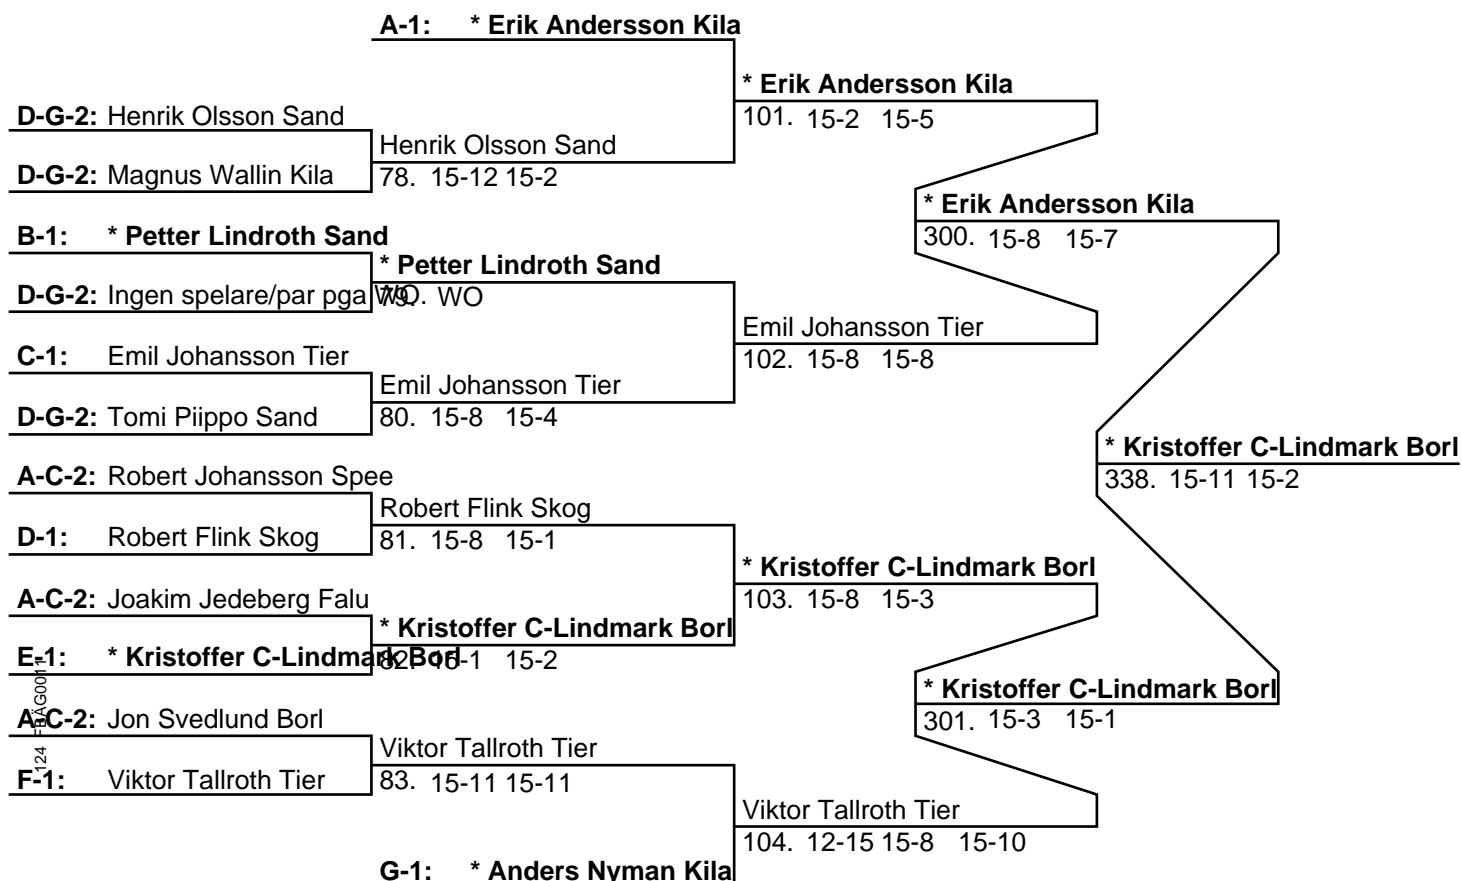 A-1: * Erik Andersson Kila
* Erik Andersson Kila
101. 15-2 15-5
D-G-2: Henrik Olsson Sand
Henrik Olsson Sand
D-G-2: Magnus Wallin Kila
78. 15-12 15-2
* Erik Andersson Kila
300. 15-8 15-7
B-1: * Petter Lindroth Sand
* Petter Lindroth Sand
D-G-2: Ingen spelare/par pga WO.
79. WO
Emil Johansson Tier
102. 15-8 15-8
C-1: Emil Johansson Tier
Emil Johansson Tier
D-G-2: Tomi Piippo Sand
80. 15-8 15-4
* Kristoffer C-Lindmark Borl
338. 15-11 15-2
A-C-2: Robert Johansson Spee
Robert Flink Skog
D-1: Robert Flink Skog
81. 15-8 15-1
* Kristoffer C-Lindmark Borl
103. 15-8 15-3
A-C-2: Joakim Jedeberg Falu
* Kristoffer C-Lindmark Borl
E-1: * Kristoffer C-Lindmark Borl
82. 15-1 15-2
* Kristoffer C-Lindmark Borl
301. 15-3 15-1
A-C-2: Jon Svedlund Borl
Viktor Tallroth Tier
F-1: Viktor Tallroth Tier
83. 15-11 15-11
Viktor Tallroth Tier
104. 12-15 15-8 15-10
G-1: * Anders Nyman Kila
124